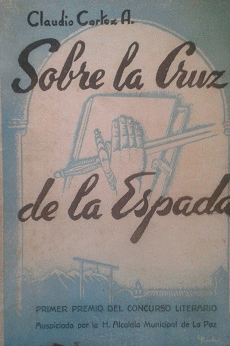 Claudio Cortez A.
Sobre la Cruz
de la Espada
PRIMER PREMIO DEL CONCURSO LITERARIO
Auspiciado por la H. Alcaldía Municipal de La Paz